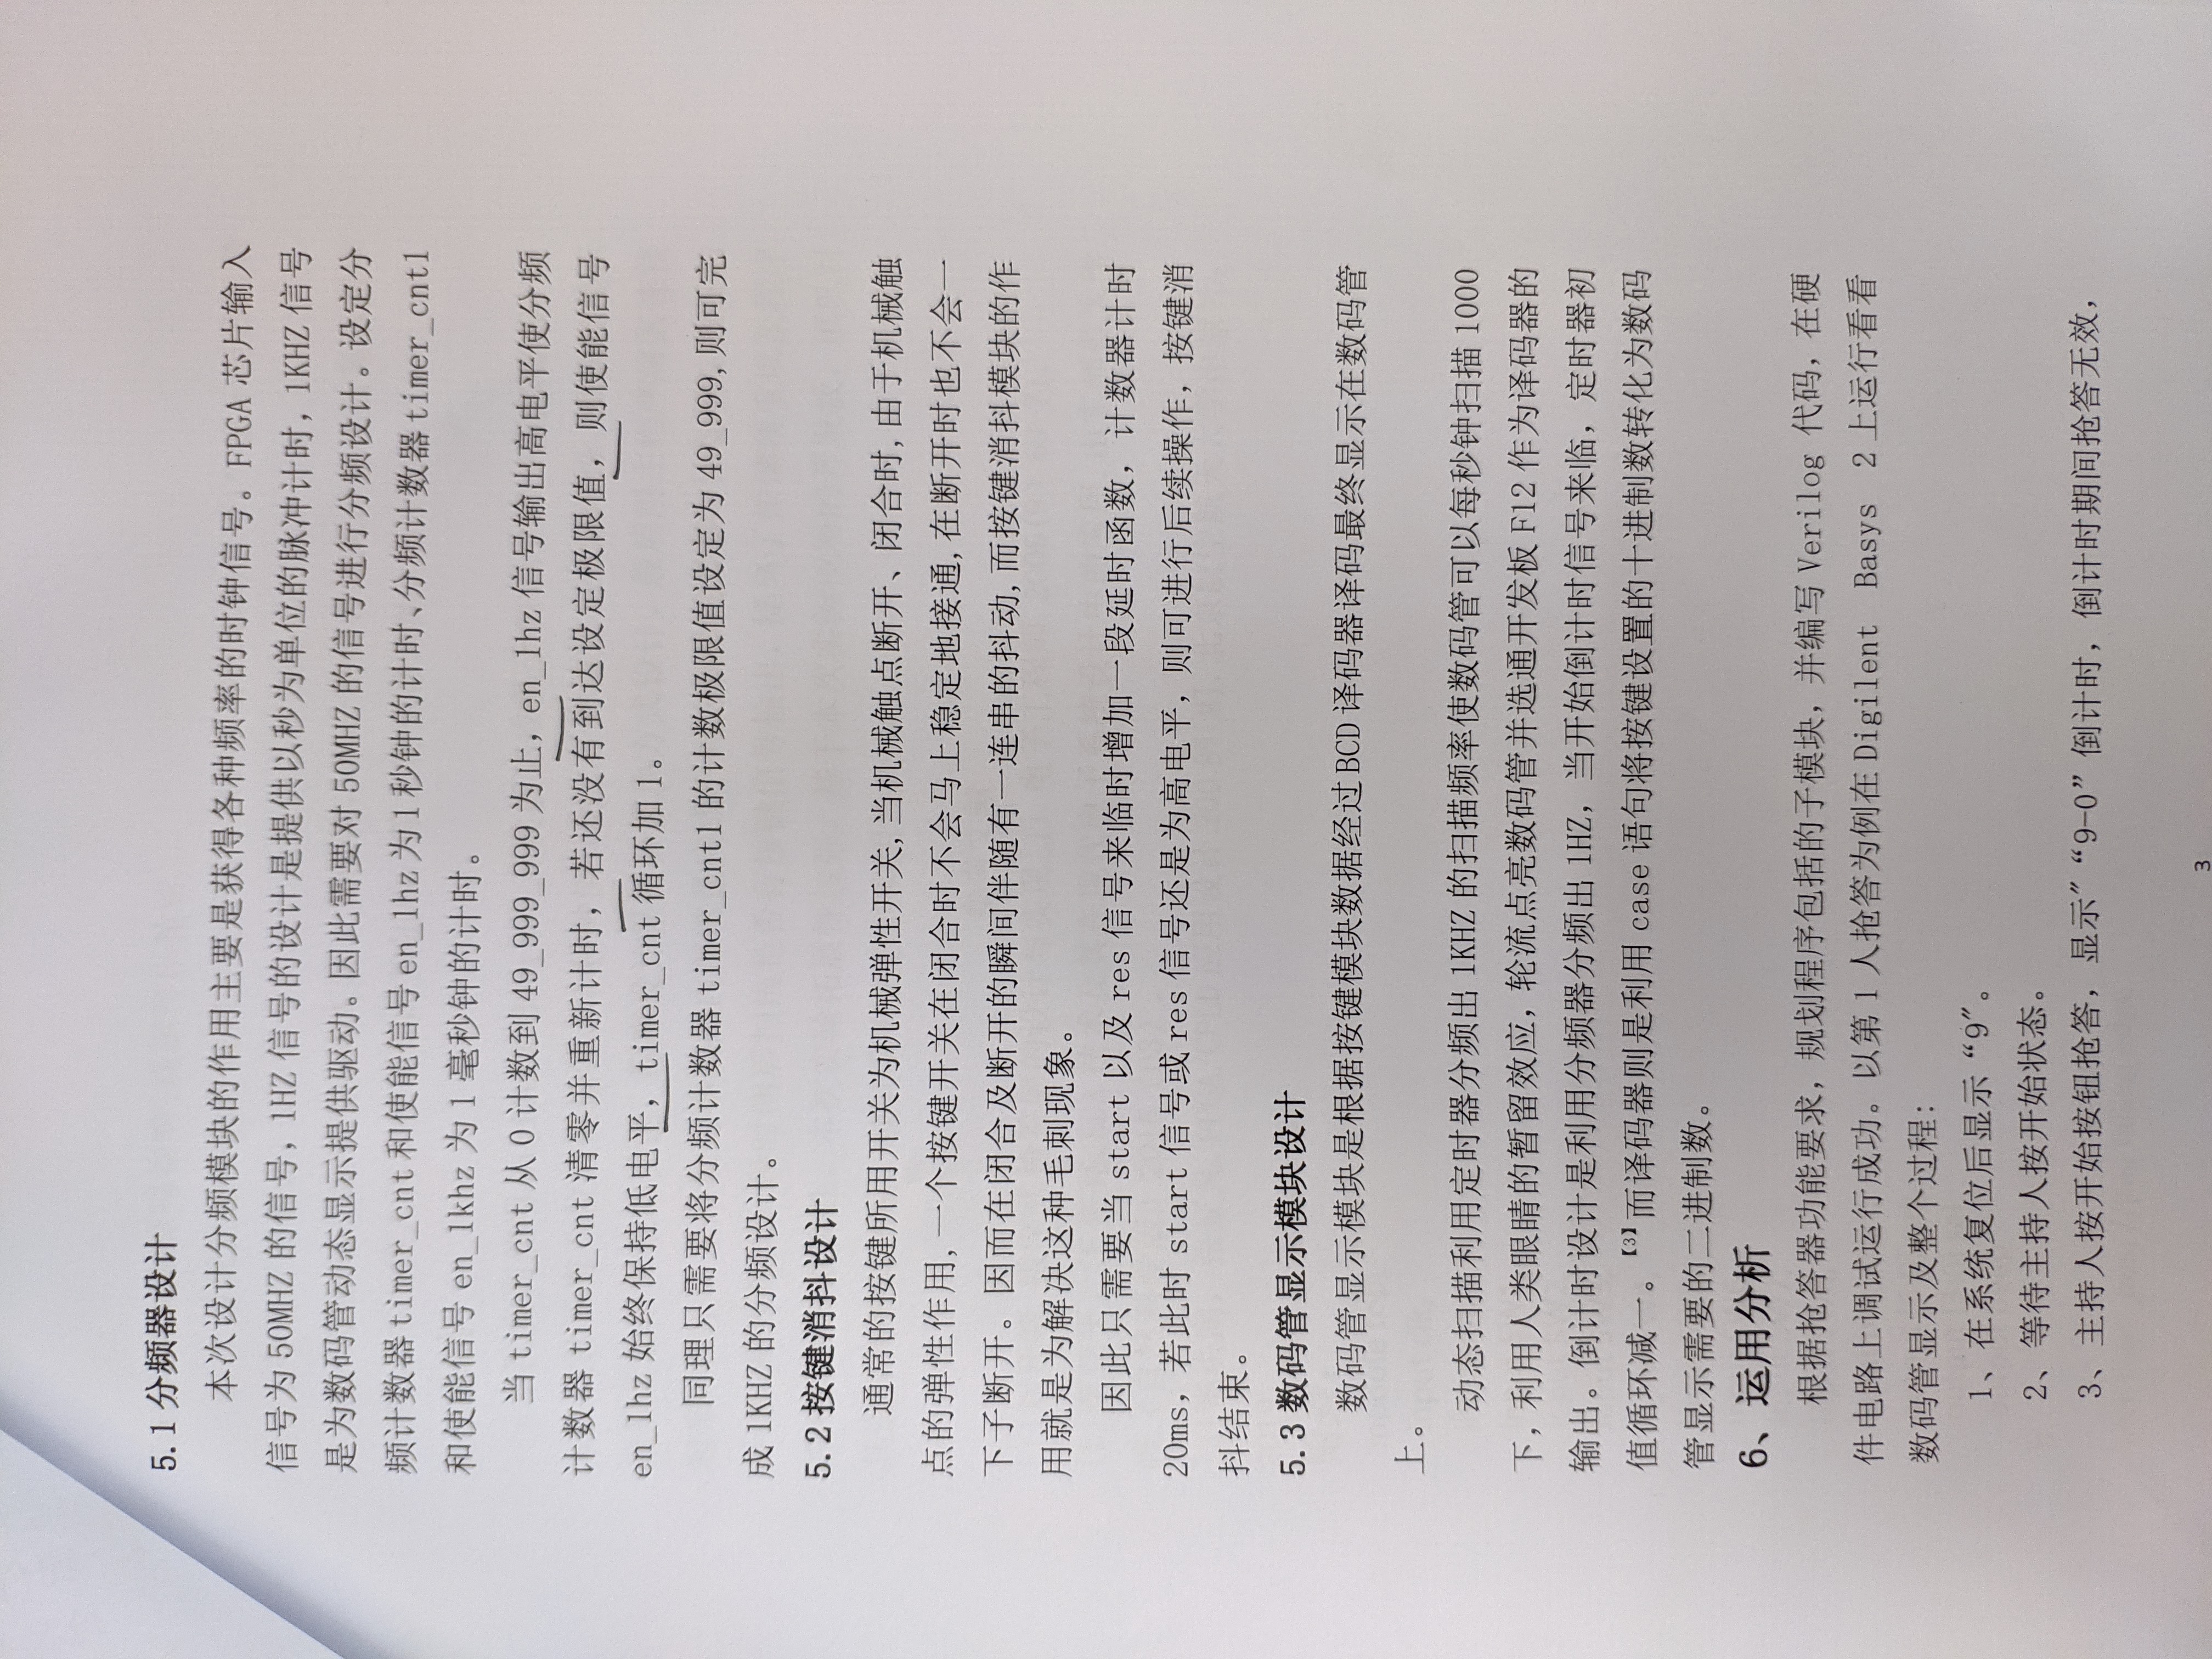 5.1 分频器设计
本次设计分频模块的作用主要是获得各种频率的时钟信号。FPGA 芯片输入
信号为 50MHZ 的信号，1HZ 信号的设计是提供以秒为单位的脉冲计时，1KHZ 信号
是为数码管动态显示提供驱动。因此需要对 50MHZ 的信号进行分频设计。设定分
频计数器 timer_cnt 和使能信号 en_1hz 为 1 秒钟的计时、分频计数器 timer_cnt1
和使能信号 en_1khz 为 1 毫秒钟的计时。
当 timer_cnt 从 0 计数到 49_999_999 为止，en_1hz 信号输出高电平使分频
计数器 timer_cnt 清零并重新计时，若还没有到达设定极限值，则使能信号
en_1hz 始终保持低电平，timer_cnt 循环加 1。
同理只需要将分频计数器 timer_cnt1 的计数极限值设定为 49_999,则可完
成 1KHZ 的分频设计。
5.2 按键消抖设计
通常的按键所用开关为机械弹性开关,当机械触点断开、闭合时,由于机械触
点的弹性作用,一个按键开关在闭合时不会马上稳定地接通,在断开时也不会一
下子断开。因而在闭合及断开的瞬间伴随有一连串的抖动,而按键消抖模块的作
用就是为解决这种毛刺现象。
因此只需要当 start 以及 res 信号来临时增加一段延时函数，计数器计时
20ms，若此时 start 信号或 res 信号还是为高电平，则可进行后续操作，按键消
抖结束。
5.3 数码管显示模块设计
数码管显示模块是根据按键模块数据经过 BCD 译码器译码最终显示在数码管
上。
动态扫描利用定时器分频出 1KHZ 的扫描频率使数码管可以每秒钟扫描 1000
下，利用人类眼睛的暂留效应，轮流点亮数码管并选通开发板 F12 作为译码器的
输出。倒计时设计是利用分频器分频出 1HZ，当开始倒计时信号来临，定时器初
值循环减一。【3】而译码器则是利用 case 语句将按键设置的十进制数转化为数码
管显示需要的二进制数。
6、运用分析
根据抢答器功能要求，规划程序包括的子模块，并编写 Verilog 代码，在硬
件电路上调试运行成功。以第 1 人抢答为例在 Digilent Basys 2 上运行看看
数码管显示及整个过程:
1、在系统复位后显示“9"。
2、等待主持人按开始状态。
3、主持人按开始按钮抢答，显示"“9-0”倒计时，倒计时期间抢答无效，
3